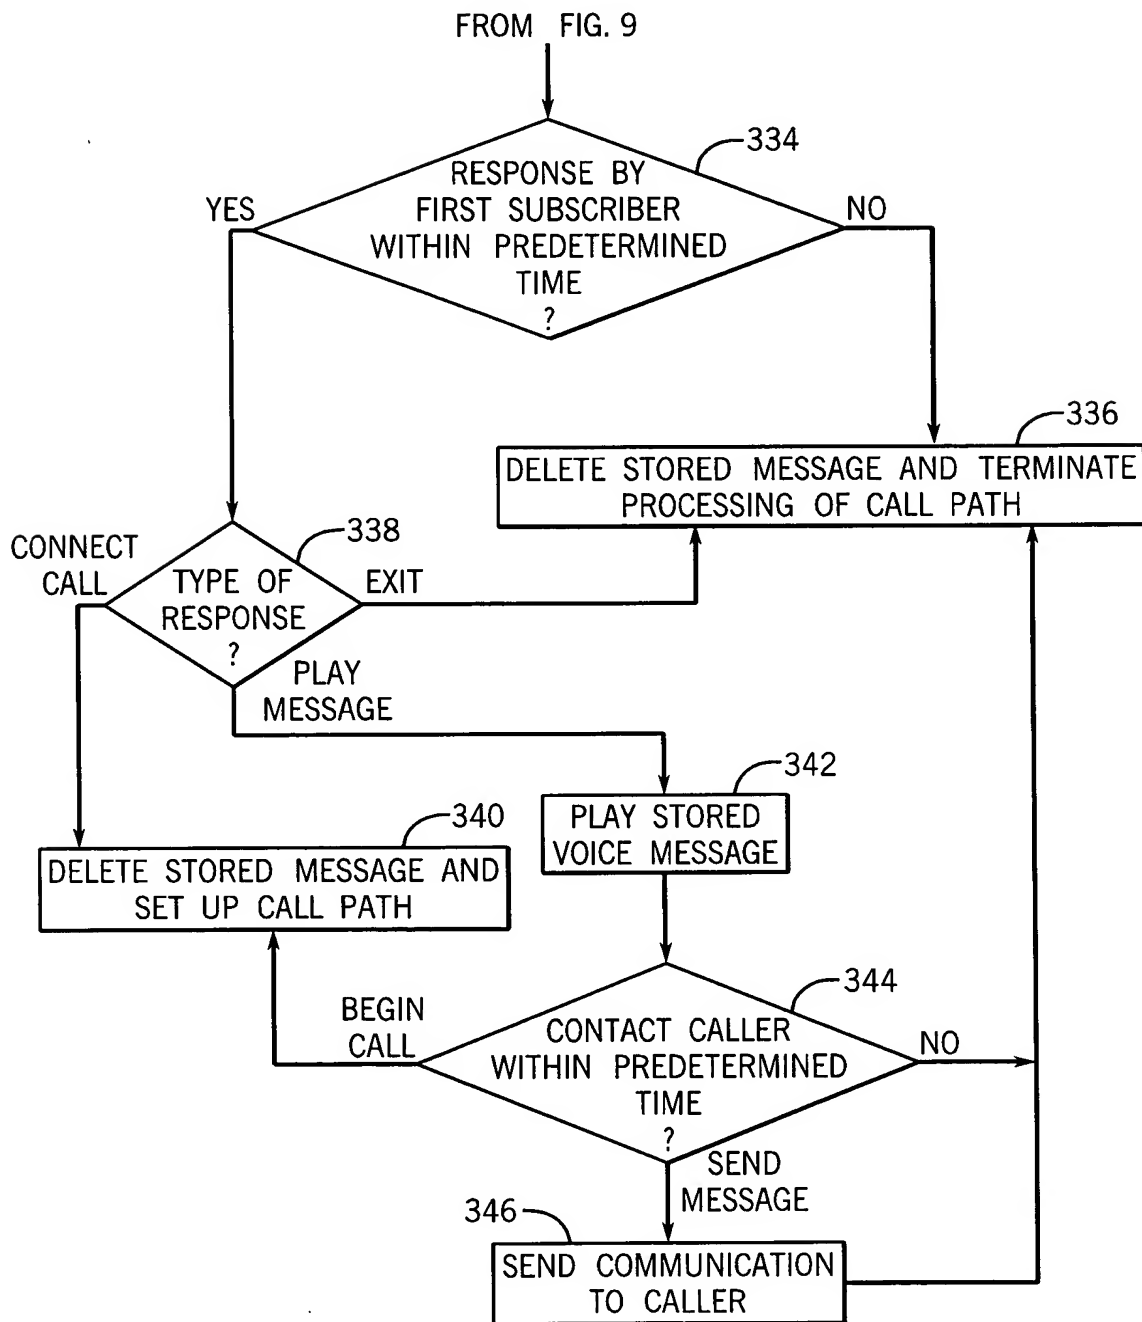 FROM FIG. 9
334
RESPONSE BY
FIRST SUBSCRIBER
WITHIN PREDETERMINED
TIME
?
YES
NO
336
DELETE STORED MESSAGE AND TERMINATE
PROCESSING OF CALL PATH
338
CONNECT
CALL
TYPE OF
RESPONSE
?
EXIT
PLAY
MESSAGE
342
PLAY STORED
VOICE MESSAGE
340
DELETE STORED MESSAGE AND
SET UP CALL PATH
344
BEGIN
CALL
CONTACT CALLER
WITHIN PREDETERMINED
TIME
?
NO
SEND
MESSAGE
346
SEND COMMUNICATION
TO CALLER